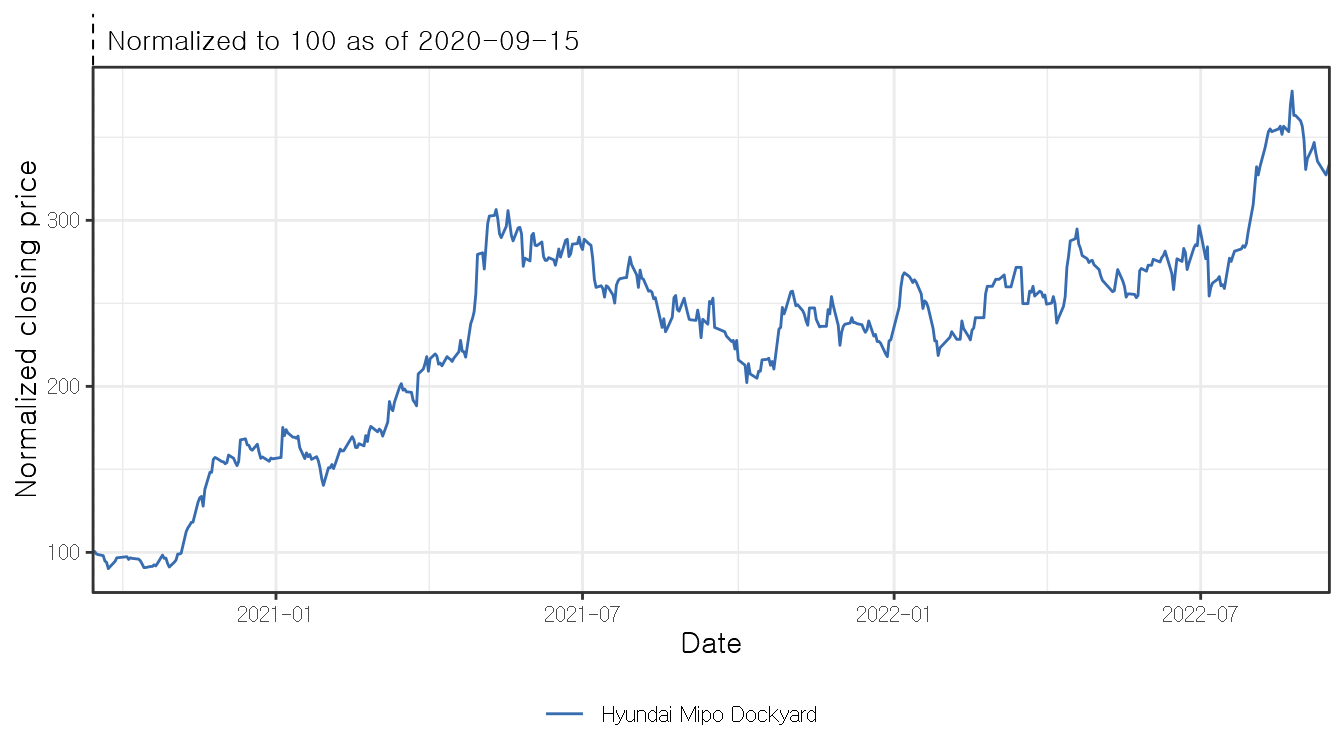 Normalized to 100 as of 2020-09-15
Normalized closing price
300
200
100
2021-01
2021-07
2022-01
2022-07
Date
Hyundai Mipo Dockyard